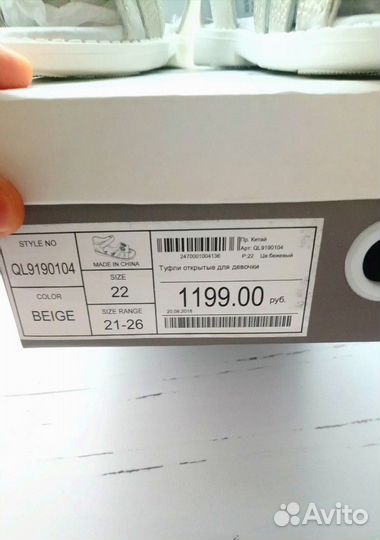 STYLE NO
QL9190104
COLOR
BEIGE
MADE IN CHINA
SIZE
22
SIZE RANGE
21-26
2470001004136
Пр. Китай
Арт. QL9190104
Р.22 Цв.бежевый
Туфли открытые для девочки
1199.00 руб.
20.08.2018
Avito